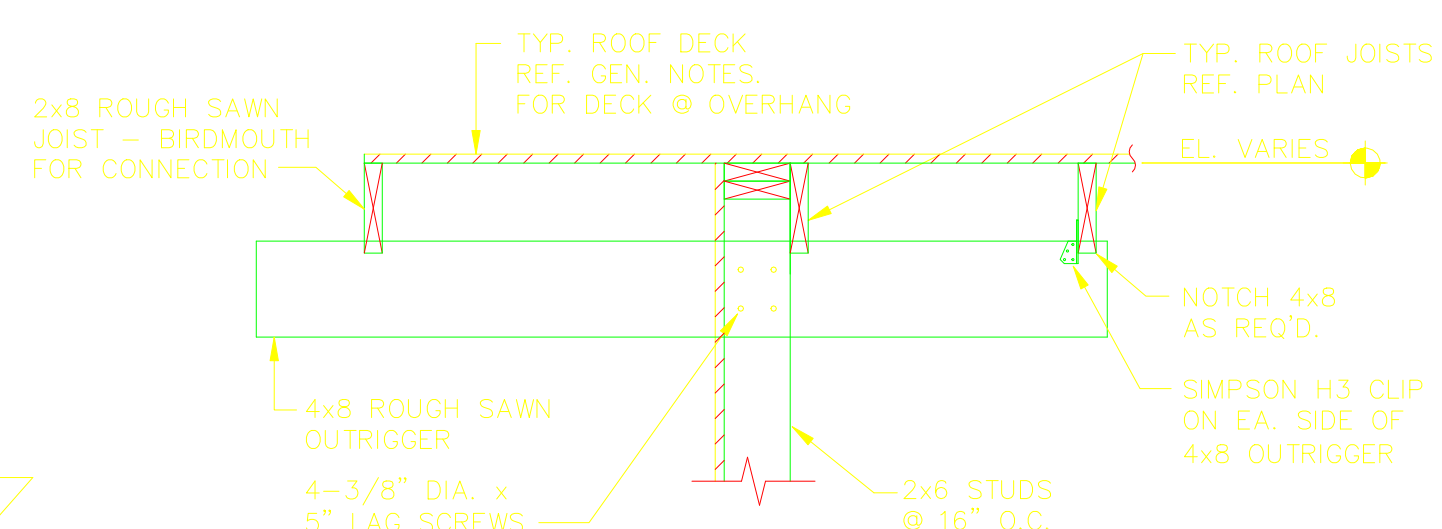 TYP. ROOF DECK
REF. GEN. NOTES.
FOR DECK @ OVERHANG
TYP. ROOF JOISTS
REF. PLAN
2x8 ROUGH SAWN
JOIST - BIRDMOUTH
FOR CONNECTION
EL. VARIES
NOTCH 4x8
AS REQ'D.
SIMPSON H3 CLIP
ON EA. SIDE OF
4x8 OUTRIGGER
4x8 ROUGH SAWN
OUTRIGGER
4-3/8" DIA. x
5" LAG SCREWS
2x6 STUDS
@ 16" O.C.